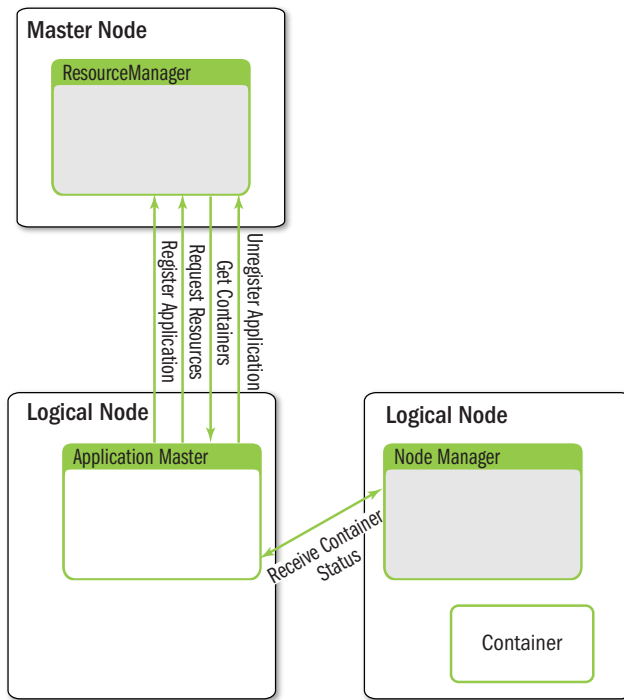 Master Node
ResourceManager
Register Application
Request Resources
Get Containers
Unregister Application
Logical Node
Application Master
Receive Container
Status
Logical Node
Node Manager
Container